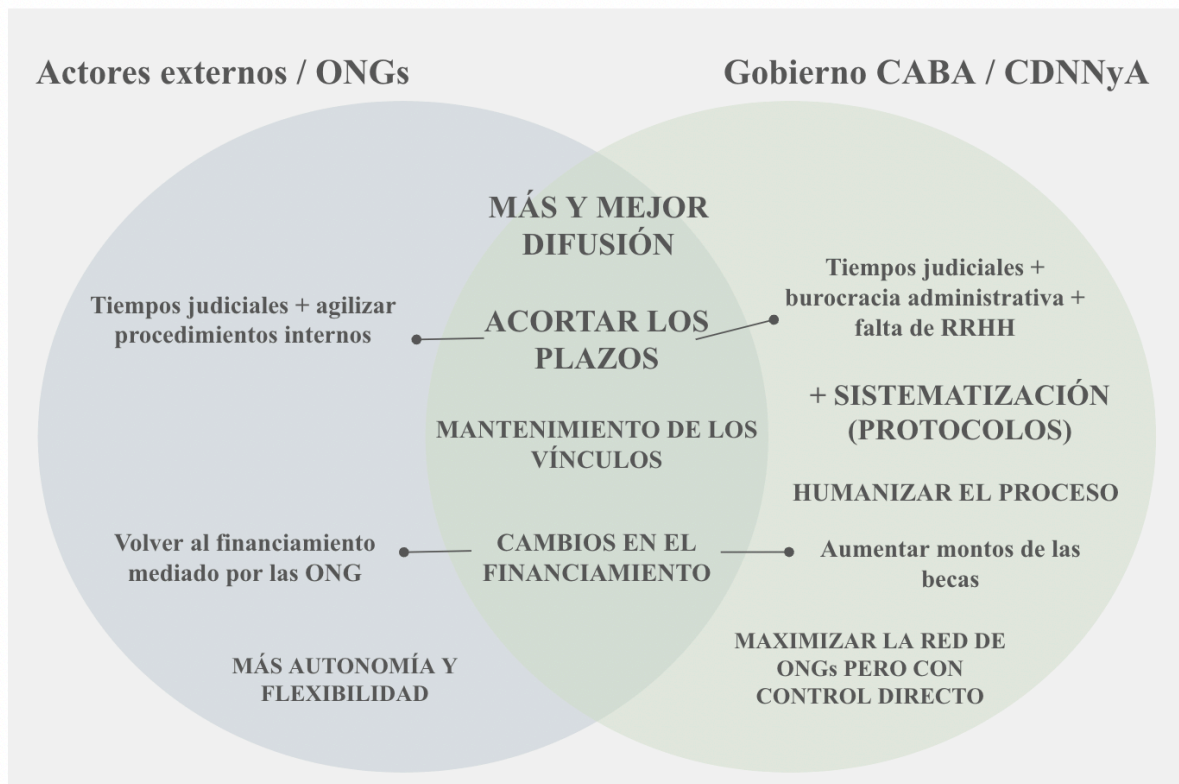 Actores externos / ONGs
Gobierno CABA / CDNNyA
MÁS Y MEJOR
DIFUSIÓN
Tiempos judiciales + agilizar
procedimientos internos
ACORTAR LOS
PLAZOS
Tiempos judiciales +
burocracia administrativa +
falta de RRHH
+ SISTEMATIZACIÓN
(PROTOCOLOS)
MANTENIMIENTO DE LOS
VÍNCULOS
HUMANIZAR EL PROCESO
Volver al financiamiento
mediado por las ONG
CAMBIOS EN EL
FINANCIAMIENTO
Aumentar montos de las
becas
MÁS AUTONOMÍA Y
FLEXIBILIDAD
MAXIMIZAR LA RED DE
ONGs PERO CON
CONTROL DIRECTO